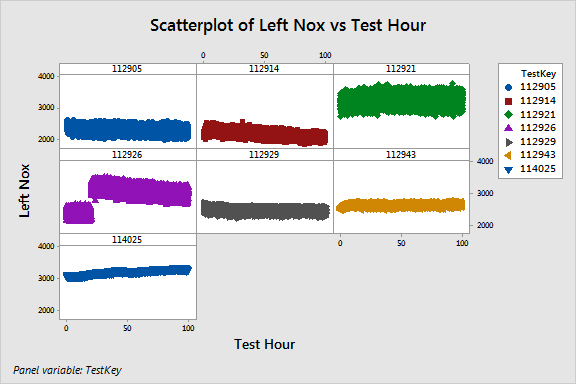 Scatterplot of Left Nox vs Test Hour
0 50 100
112905 112914 112921
4000
3000
2000
112926 112929 112943
4000
3000
2000
0 50 100
114025
4000
3000
2000
0 50 100
Left Nox
Test Hour
TestKey
112905
112914
112921
112926
112929
112943
114025
Panel variable: TestKey